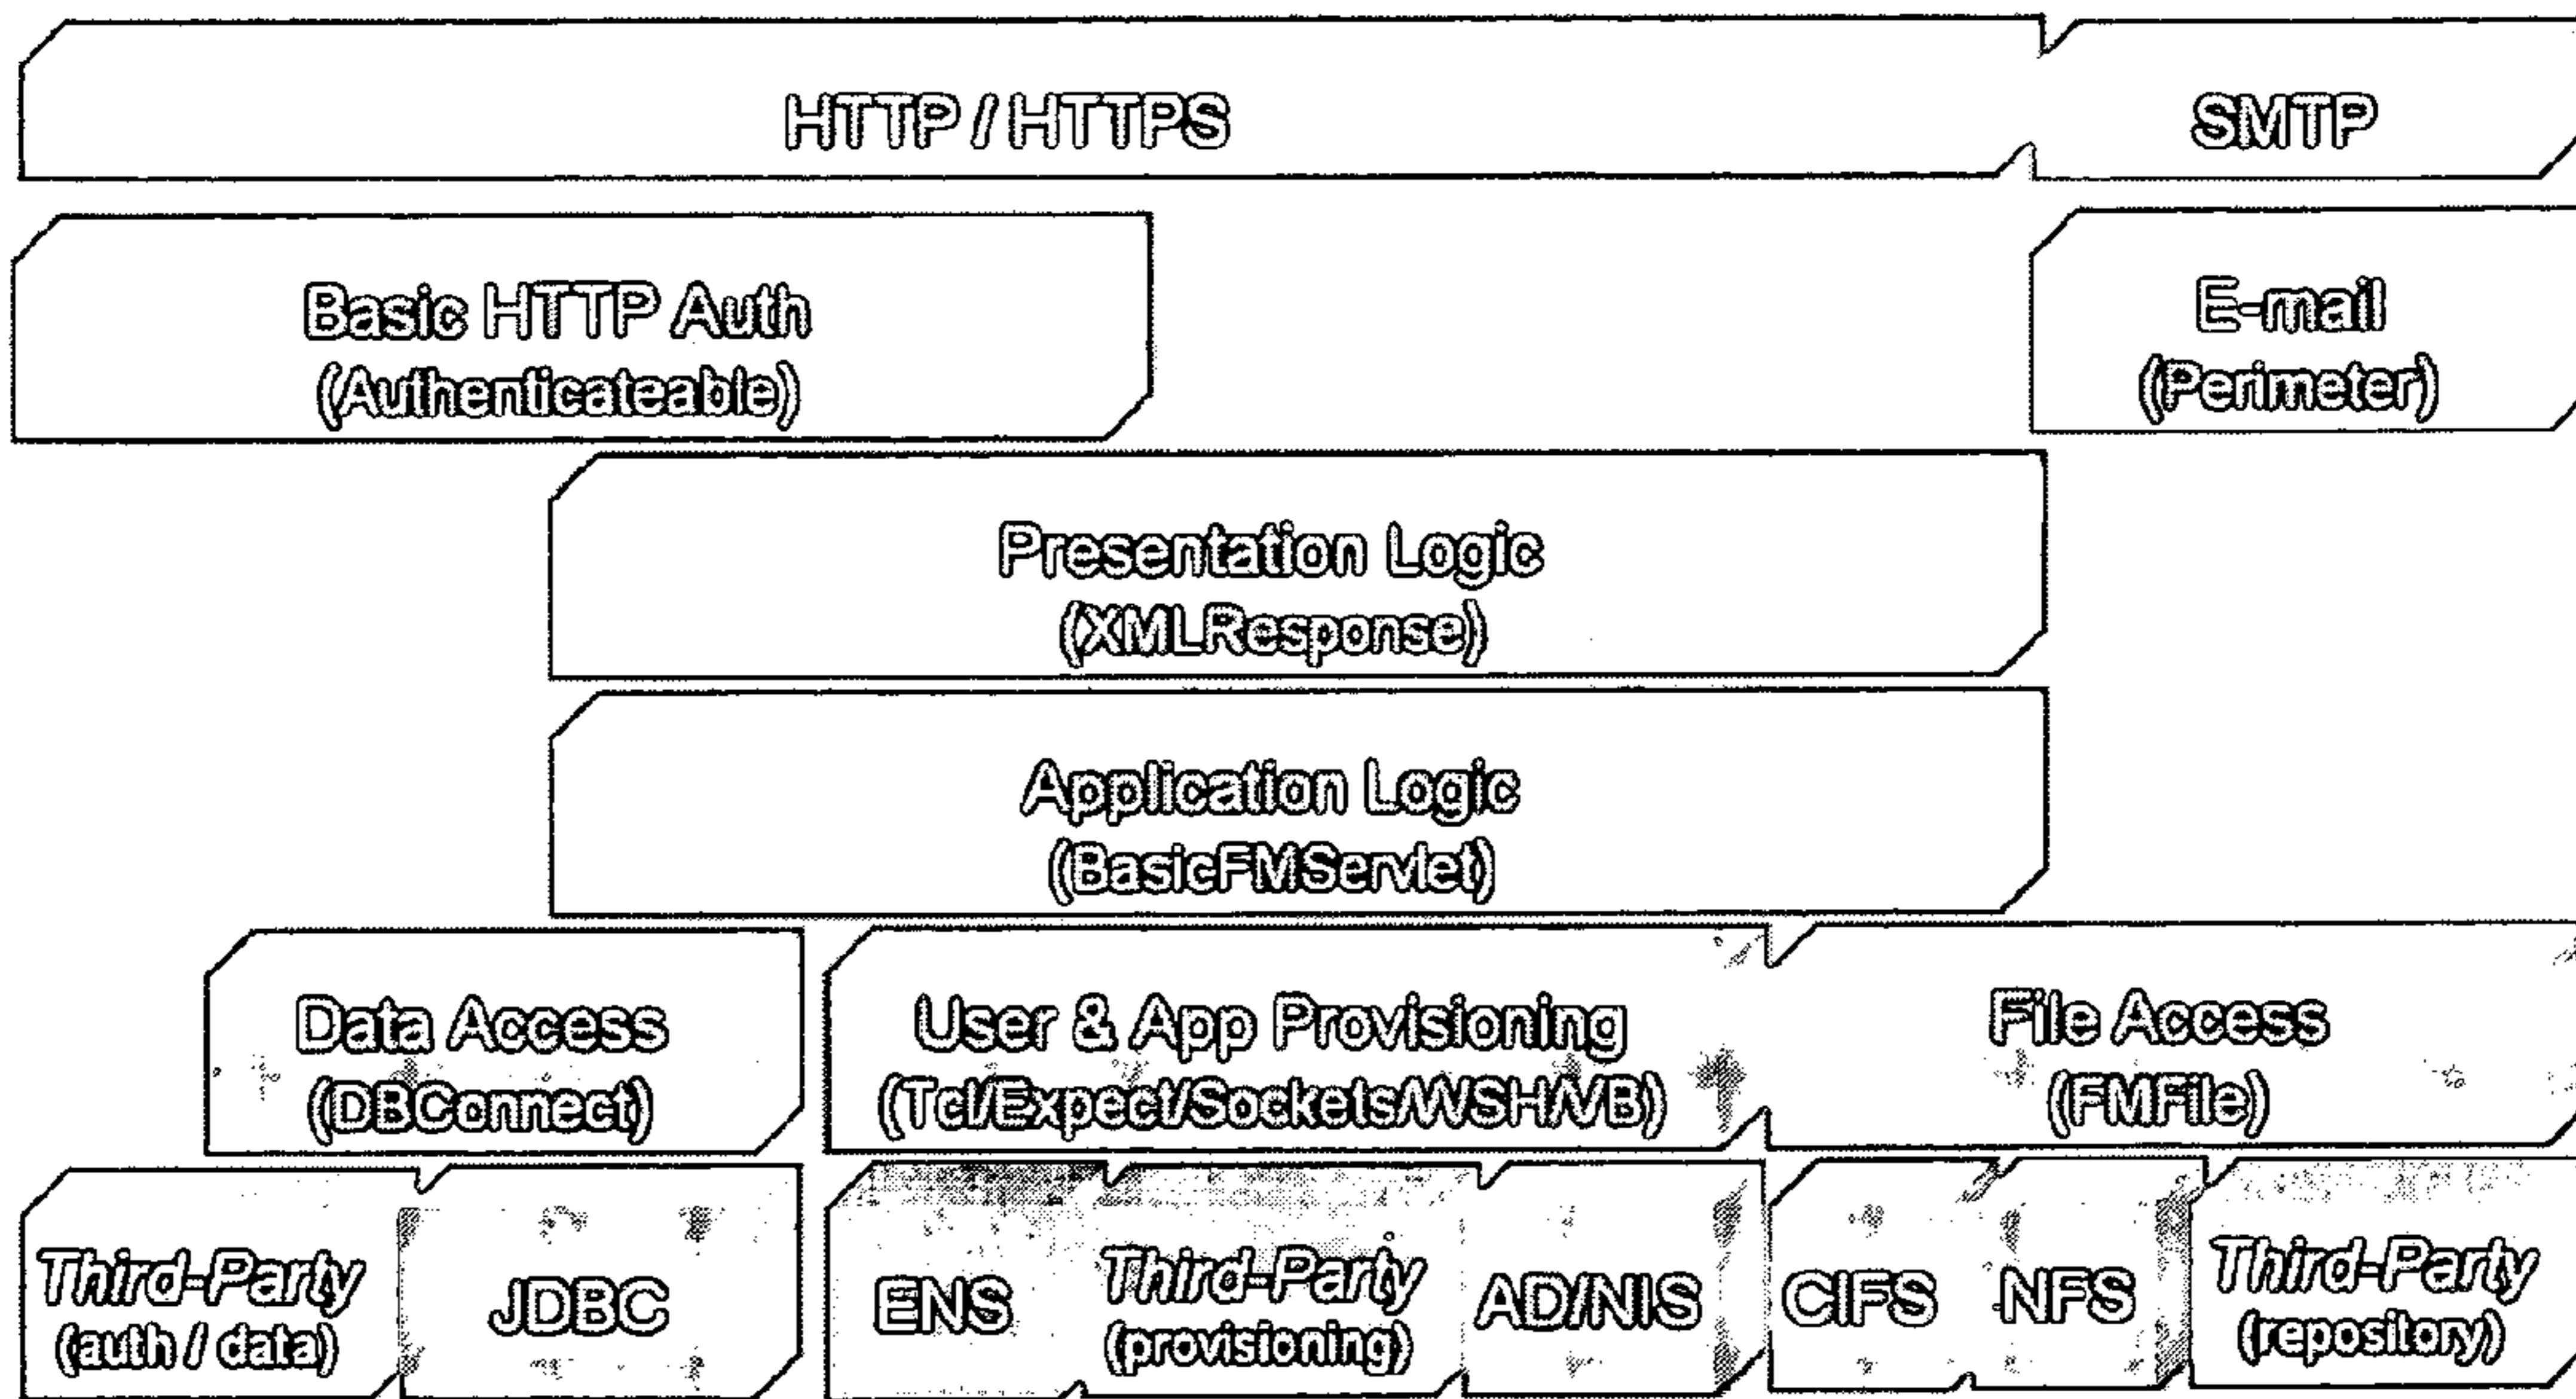 HTTP / HTTPS
SMTP
Basic HTTP Auth
(Authenticateable)
E-mail
(Perimeter)
Presentation Logic
(XMLResponse)
Application Logic
(BasicFMServlet)
Data Access
(DBConnect)
User & App Provisioning
(Tcl/Expect/Sockets/WSH/VB)
File Access
(FMFile)
Third-Party
(auth / data)
JDBC
ENS
Third-Party
(provisioning)
AD/NIS
CIFS
NFS
Third-Party
(repository)